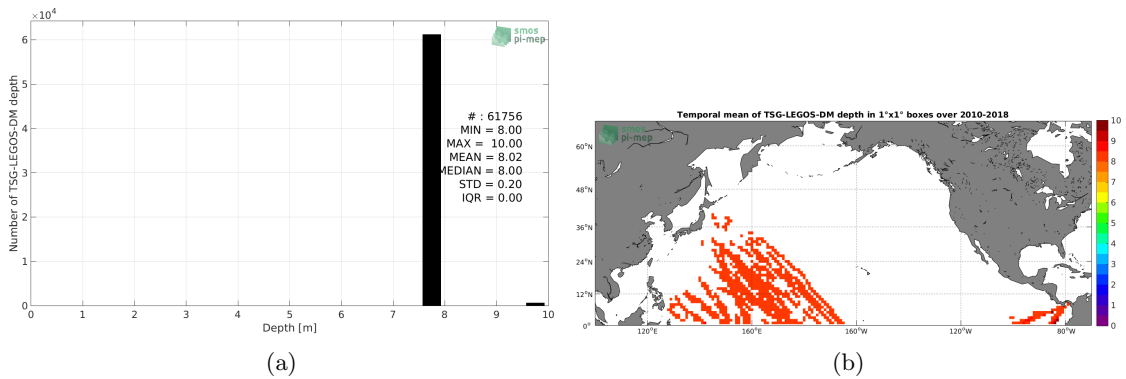 ×10⁴
6
5
4
3
2
1
0
Number of TSG-LEGOS-DM depth
smos
pi-mep
# : 61756
MIN = 8.00
MAX = 10.00
MEAN = 8.02
MEDIAN = 8.00
STD = 0.20
IQR = 0.00
0 1 2 3 4 5 6 7 8 9 10
Depth [m]
(a)
Temporal mean of TSG-LEGOS-DM depth in 1°x1° boxes over 2010-2018
smos
pi-mep
60°N
48°N
36°N
24°N
12°N
0°
120°E 160°E 160°W 120°W 80°W
10
9
8
7
6
5
4
3
2
1
0
(b)